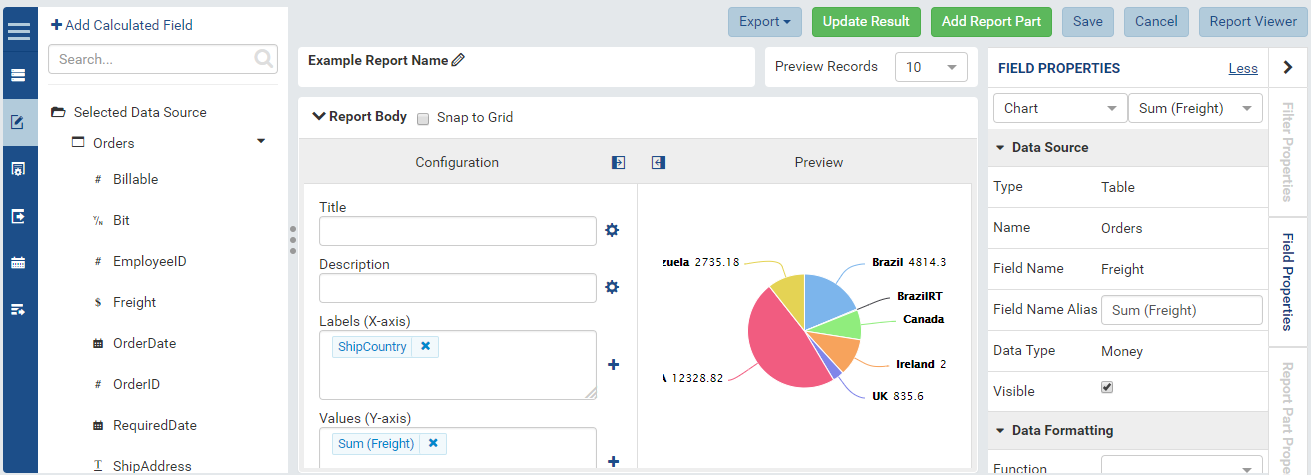 Add Calculated Field
Search...
Selected Data Source
Orders
# Billable
Y/N Bit
# EmployeeID
$ Freight
OrderDate
# OrderID
RequiredDate
T ShipAddress
Export
Update Result
Add Report Part
Save
Cancel
Report Viewer
Example Report Name
Preview Records 10
Report Body Snap to Grid
Configuration
Preview
Title
Description
Labels (X-axis)
ShipCountry
Values (Y-axis)
Sum (Freight)
zuela 2735.18
Brazil 4814.3
BrazilRT
Canada
Ireland 2
UK 835.6
A 12328.82
FIELD PROPERTIES Less
Chart Sum (Freight)
Data Source
Type Table
Name Orders
Field Name Freight
Field Name Alias Sum (Freight)
Data Type Money
Visible
Data Formatting
Function
Filter Properties
Field Properties
Report Part Prope